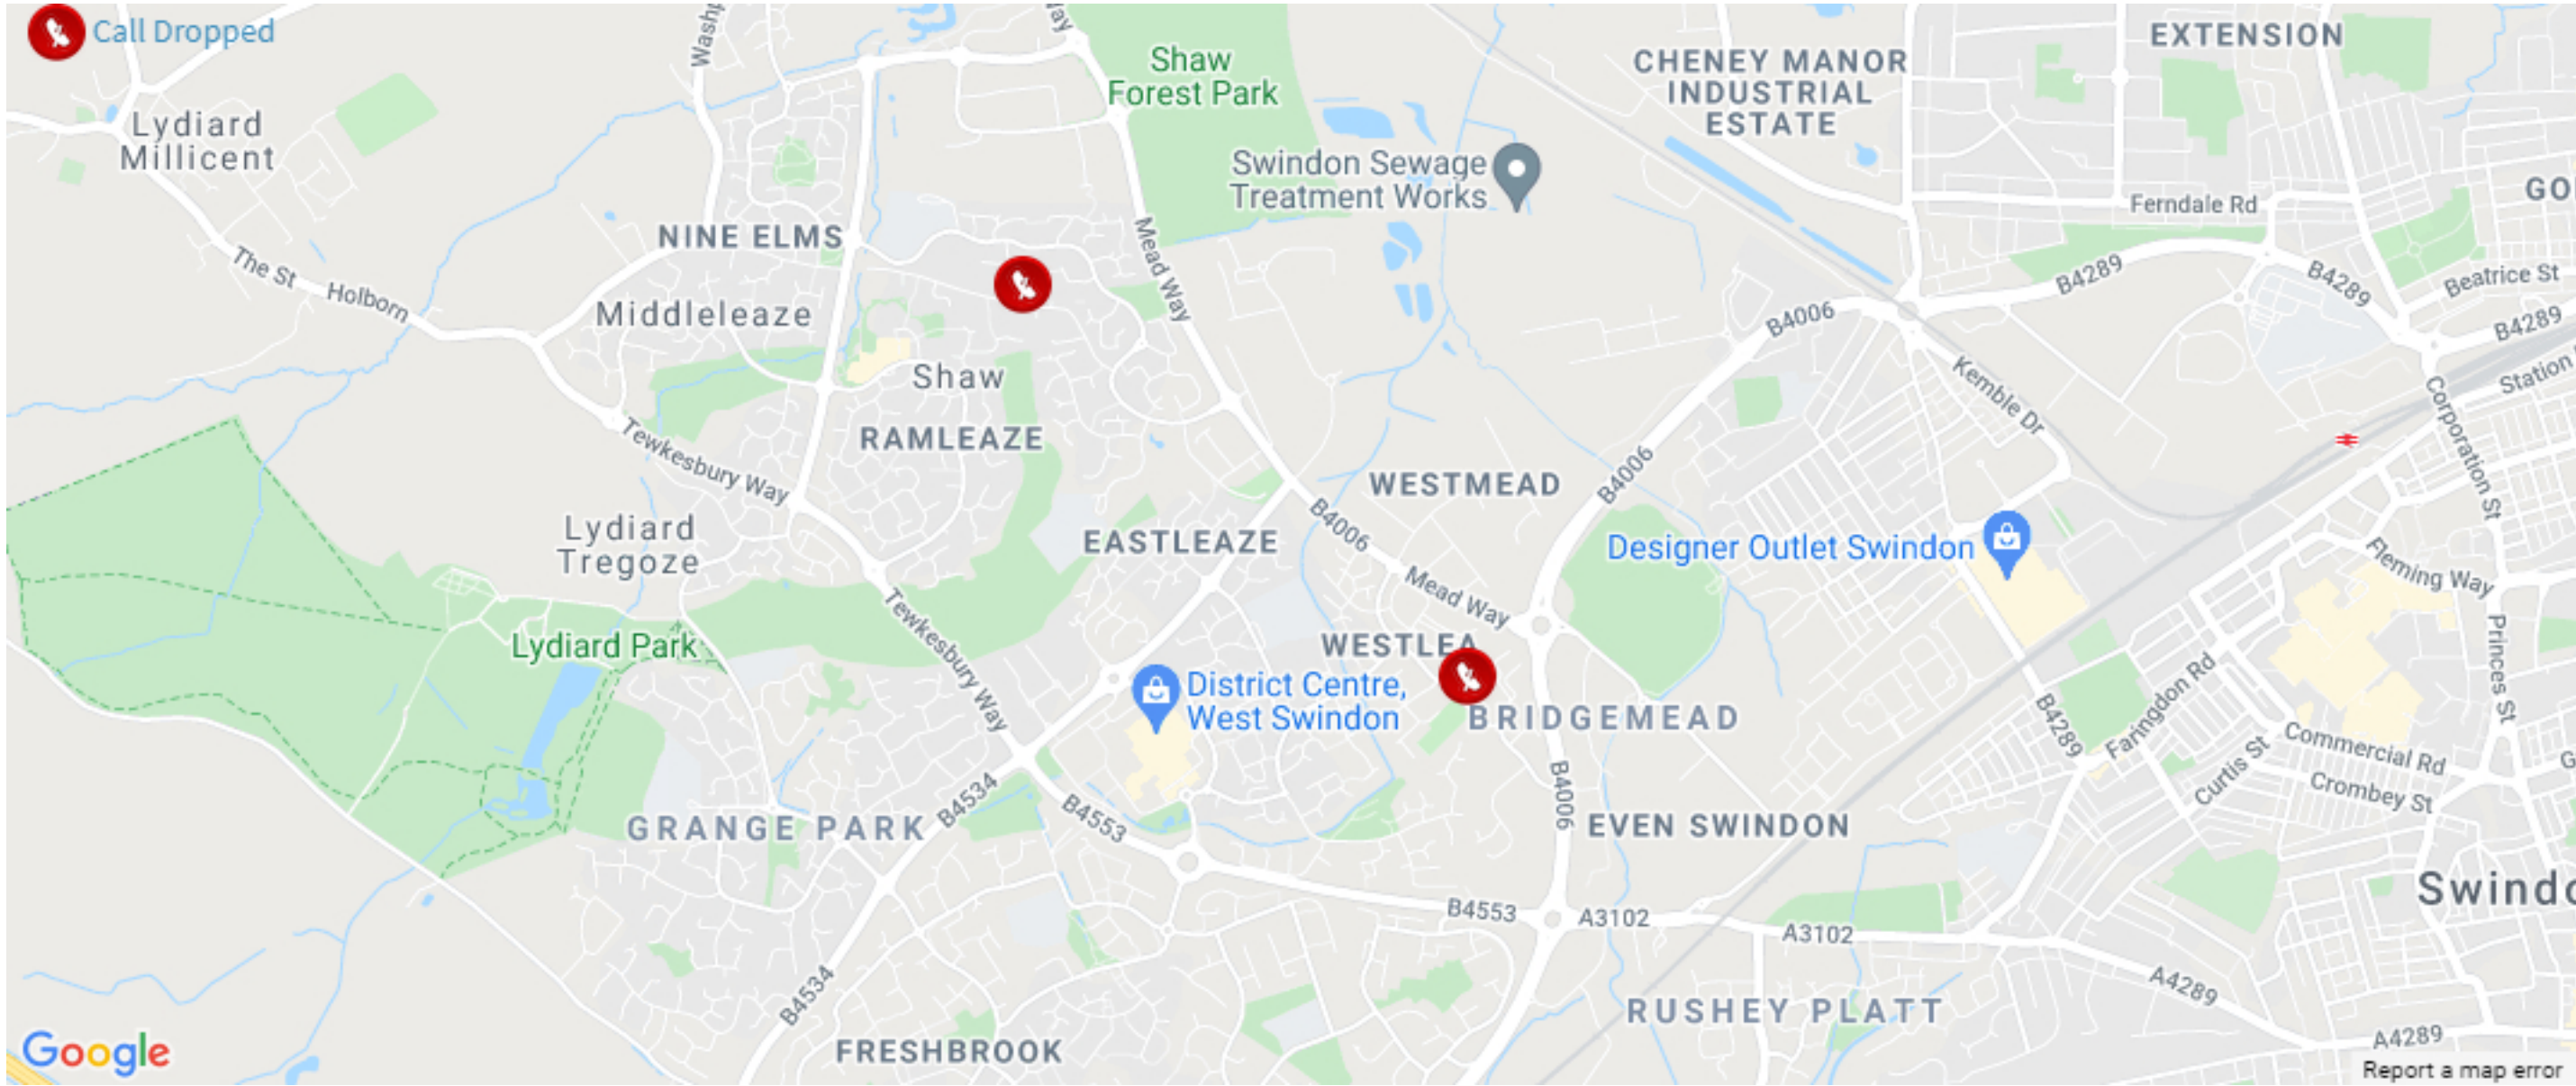 Call Dropped
Washp
way
Shaw
Forest Park
CHENEY MANOR
INDUSTRIAL
ESTATE
EXTENSION
Lydiard
Millicent
Swindon Sewage
Treatment Works
Ferndale Rd
GO
NINE ELMS
Mead Way
The St
Holborn
Middleleaze
B4006
B4289
B4289
Beatrice St
B4289
Station
Shaw
Kemble Dr
Corporation St
RAMLEAZE
Tewkesbury Way
WESTMEAD
B4006
B4006
Lydiard
Tregoze
EASTLEAZE
Designer Outlet Swindon
Fleming Way
Mead Way
Tewkesbury Way
Lydiard Park
WESTLEA
Princes St
District Centre,
West Swindon
BRIDGEMEAD
B4289
Faringdon Rd
Commercial Rd
Curtis St
Crombey St
G
B4006
GRANGE PARK
B4534
B4553
EVEN SWINDON
Swindo
B4553
A3102
A3102
B4534
A4289
RUSHEY PLATT
FRESHBROOK
A4289
Google
Report a map error